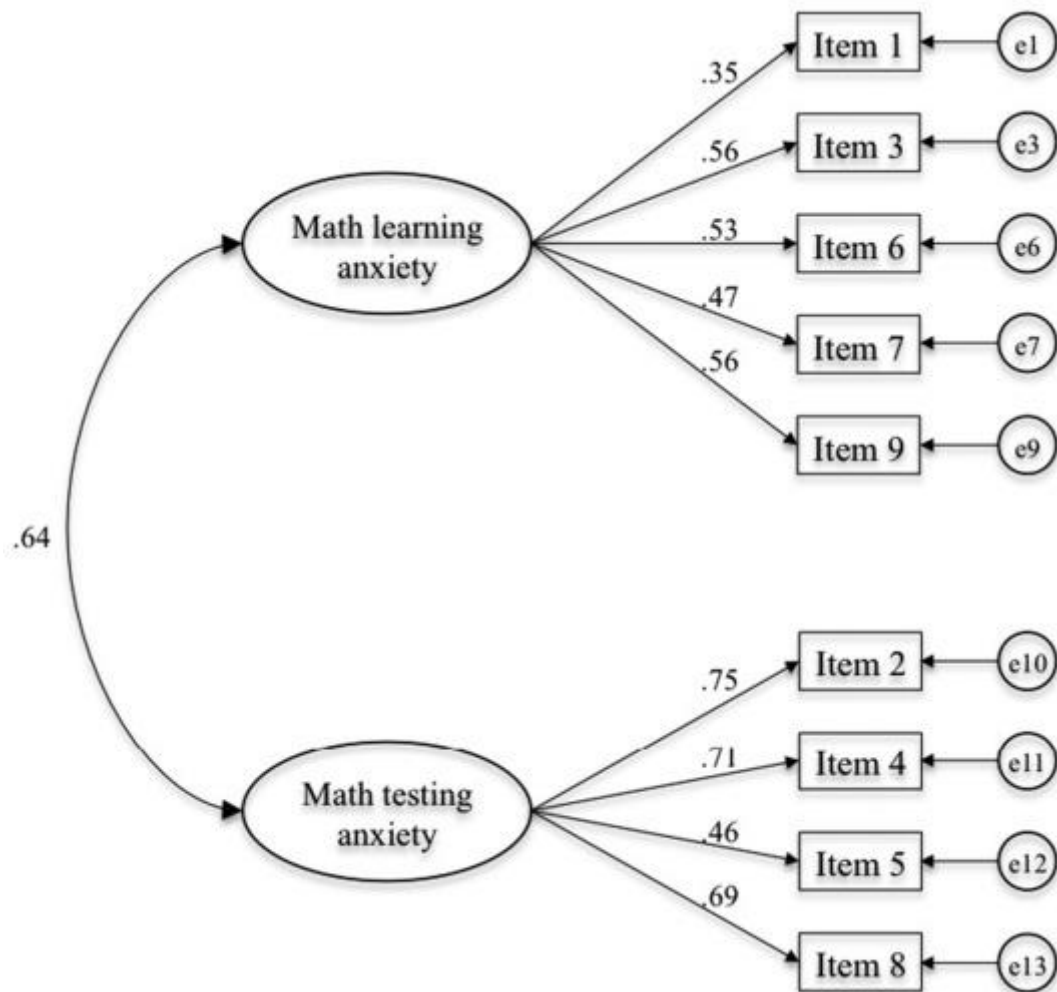 Item 1
e1
.35
Item 3
e3
.56
Math learning
anxiety
.53
Item 6
e6
.47
Item 7
e7
.56
Item 9
e9
.64
Item 2
e10
.75
Item 4
e11
.71
Math testing
anxiety
.46
Item 5
e12
.69
Item 8
e13